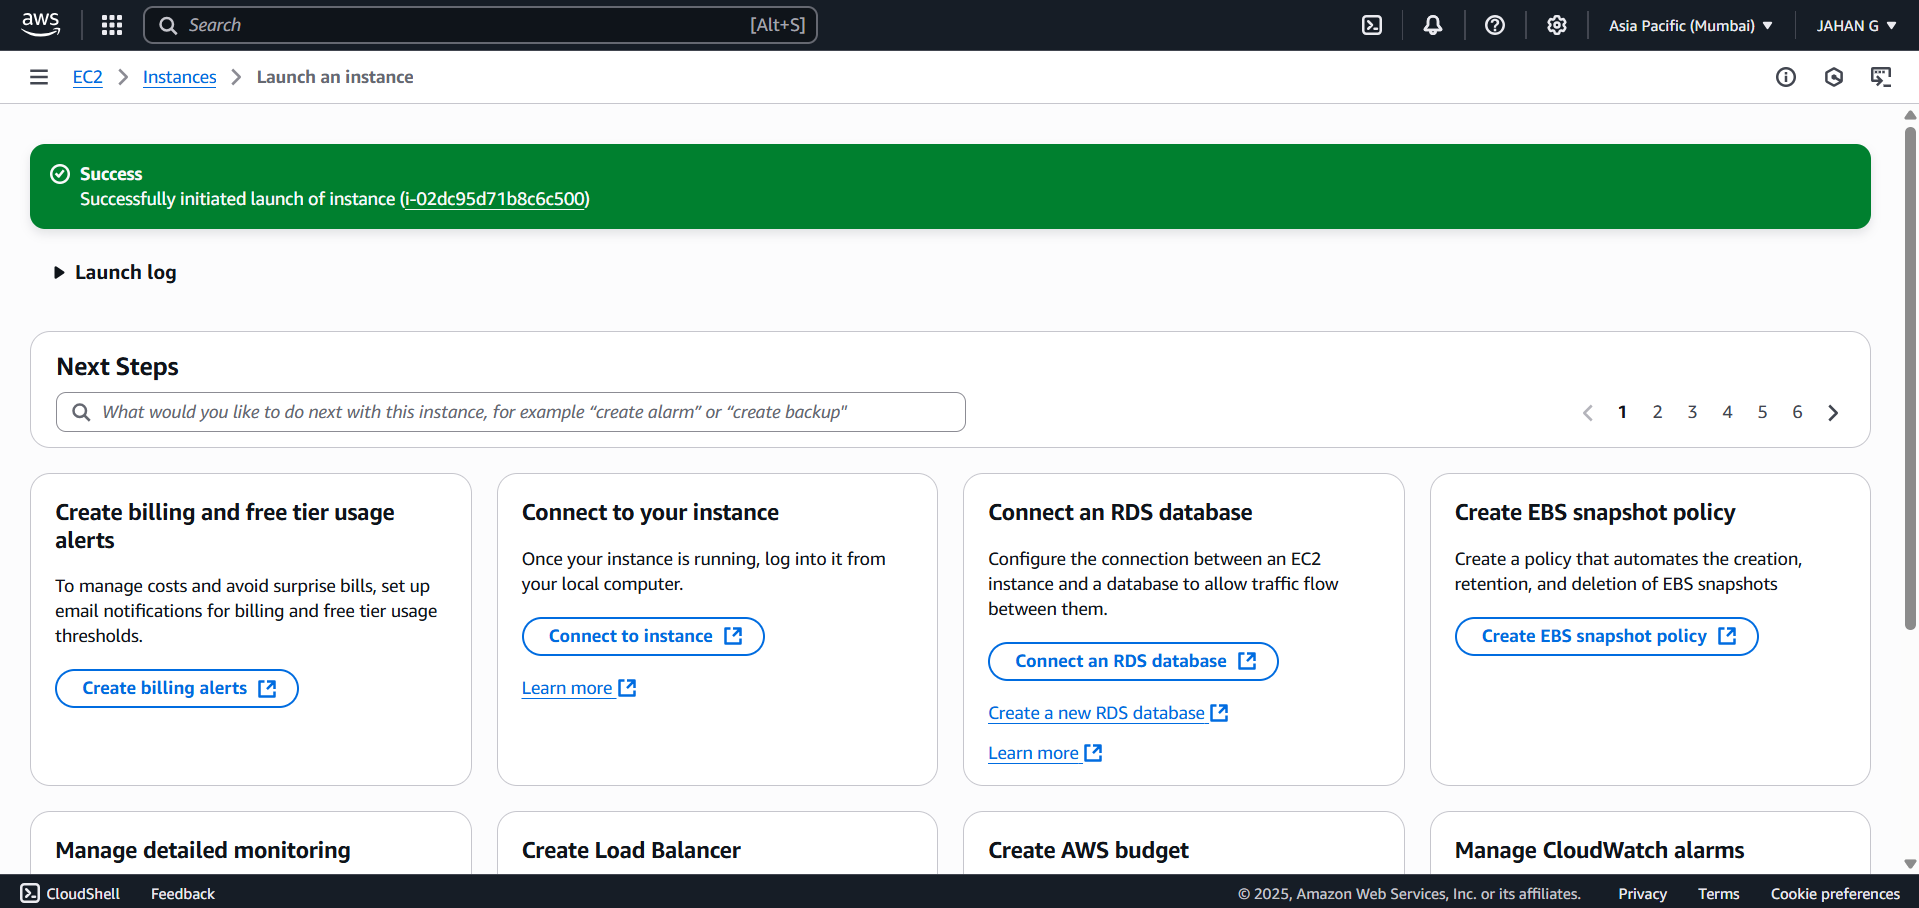 aws
Search [Alt+S]
Asia Pacific (Mumbai)
JAHAN G
EC2
Instances
Launch an instance
Success
Successfully initiated launch of instance (i-02dc95d71b8c6c500)
Launch log
Next Steps
What would you like to do next with this instance, for example “create alarm” or “create backup"
1 2 3 4 5 6
Create billing and free tier usage
alerts
To manage costs and avoid surprise bills, set up
email notifications for billing and free tier usage
thresholds.
Create billing alerts
Connect to your instance
Once your instance is running, log into it from
your local computer.
Connect to instance
Learn more
Connect an RDS database
Configure the connection between an EC2
instance and a database to allow traffic flow
between them.
Connect an RDS database
Create a new RDS database
Learn more
Create EBS snapshot policy
Create a policy that automates the creation,
retention, and deletion of EBS snapshots
Create EBS snapshot policy
Manage detailed monitoring
Create Load Balancer
Create AWS budget
Manage CloudWatch alarms
CloudShell
Feedback
© 2025, Amazon Web Services, Inc. or its affiliates.
Privacy
Terms
Cookie preferences